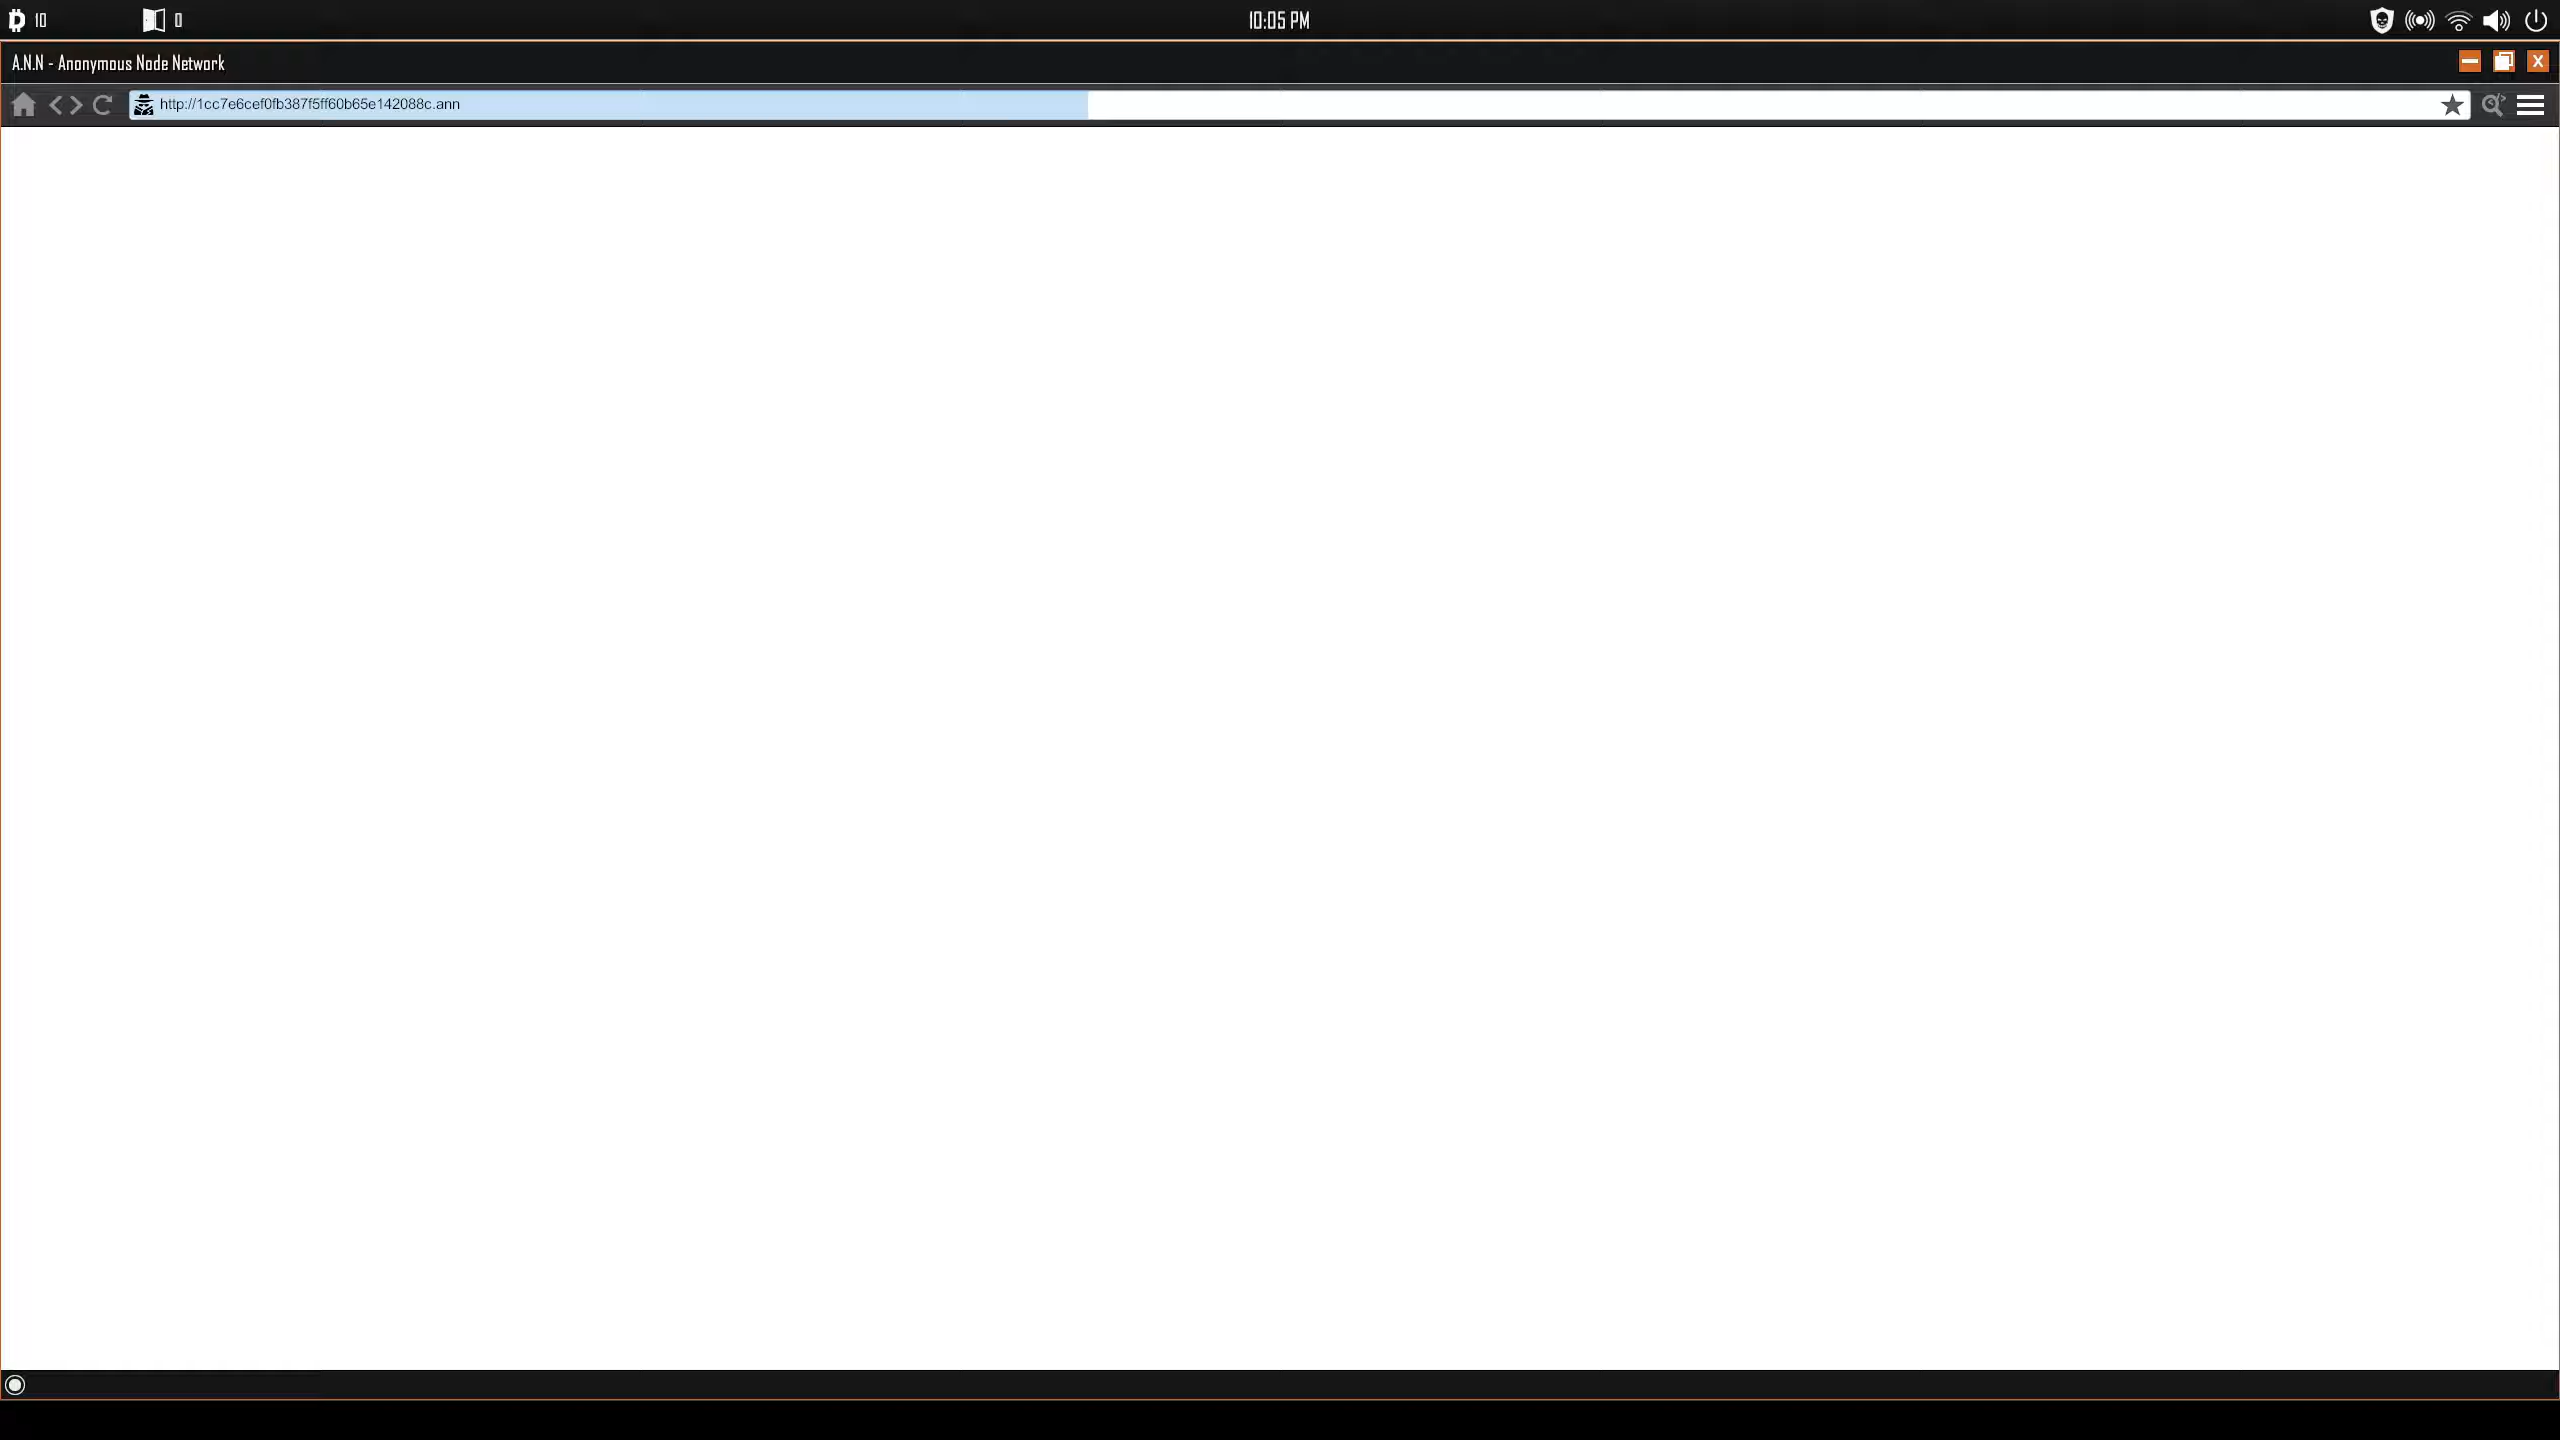 10 0 10:05 PM
A.N.N - Anonymous Node Network
http://1cc7e6cef0fb387f5ff60b65e142088c.ann